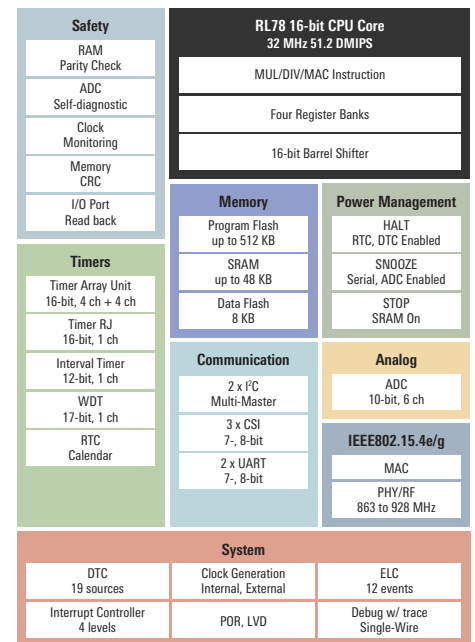 Safety
RAM
Parity Check
ADC
Self-diagnostic
Clock
Monitoring
Memory
CRC
I/O Port
Read back
RL78 16-bit CPU Core
32 MHz 51.2 DMIPS
MUL/DIV/MAC Instruction
Four Register Banks
16-bit Barrel Shifter
Memory
Program Flash
up to 512 KB
SRAM
up to 48 KB
Data Flash
8 KB
Power Management
HALT
RTC, DTC Enabled
SNOOZE
Serial, ADC Enabled
STOP
SRAM On
Timers
Timer Array Unit
16-bit, 4 ch + 4 ch
Timer RJ
16-bit, 1 ch
Interval Timer
12-bit, 1 ch
WDT
17-bit, 1 ch
RTC
Calendar
Communication
2 x I²C
Multi-Master
3 x CSI
7-, 8-bit
2 x UART
7-, 8-bit
Analog
ADC
10-bit, 6 ch
IEEE802.15.4e/g
MAC
PHY/RF
863 to 928 MHz
System
DTC
19 sources
Clock Generation
Internal, External
ELC
12 events
Interrupt Controller
4 levels
POR, LVD
Debug w/ trace
Single-Wire